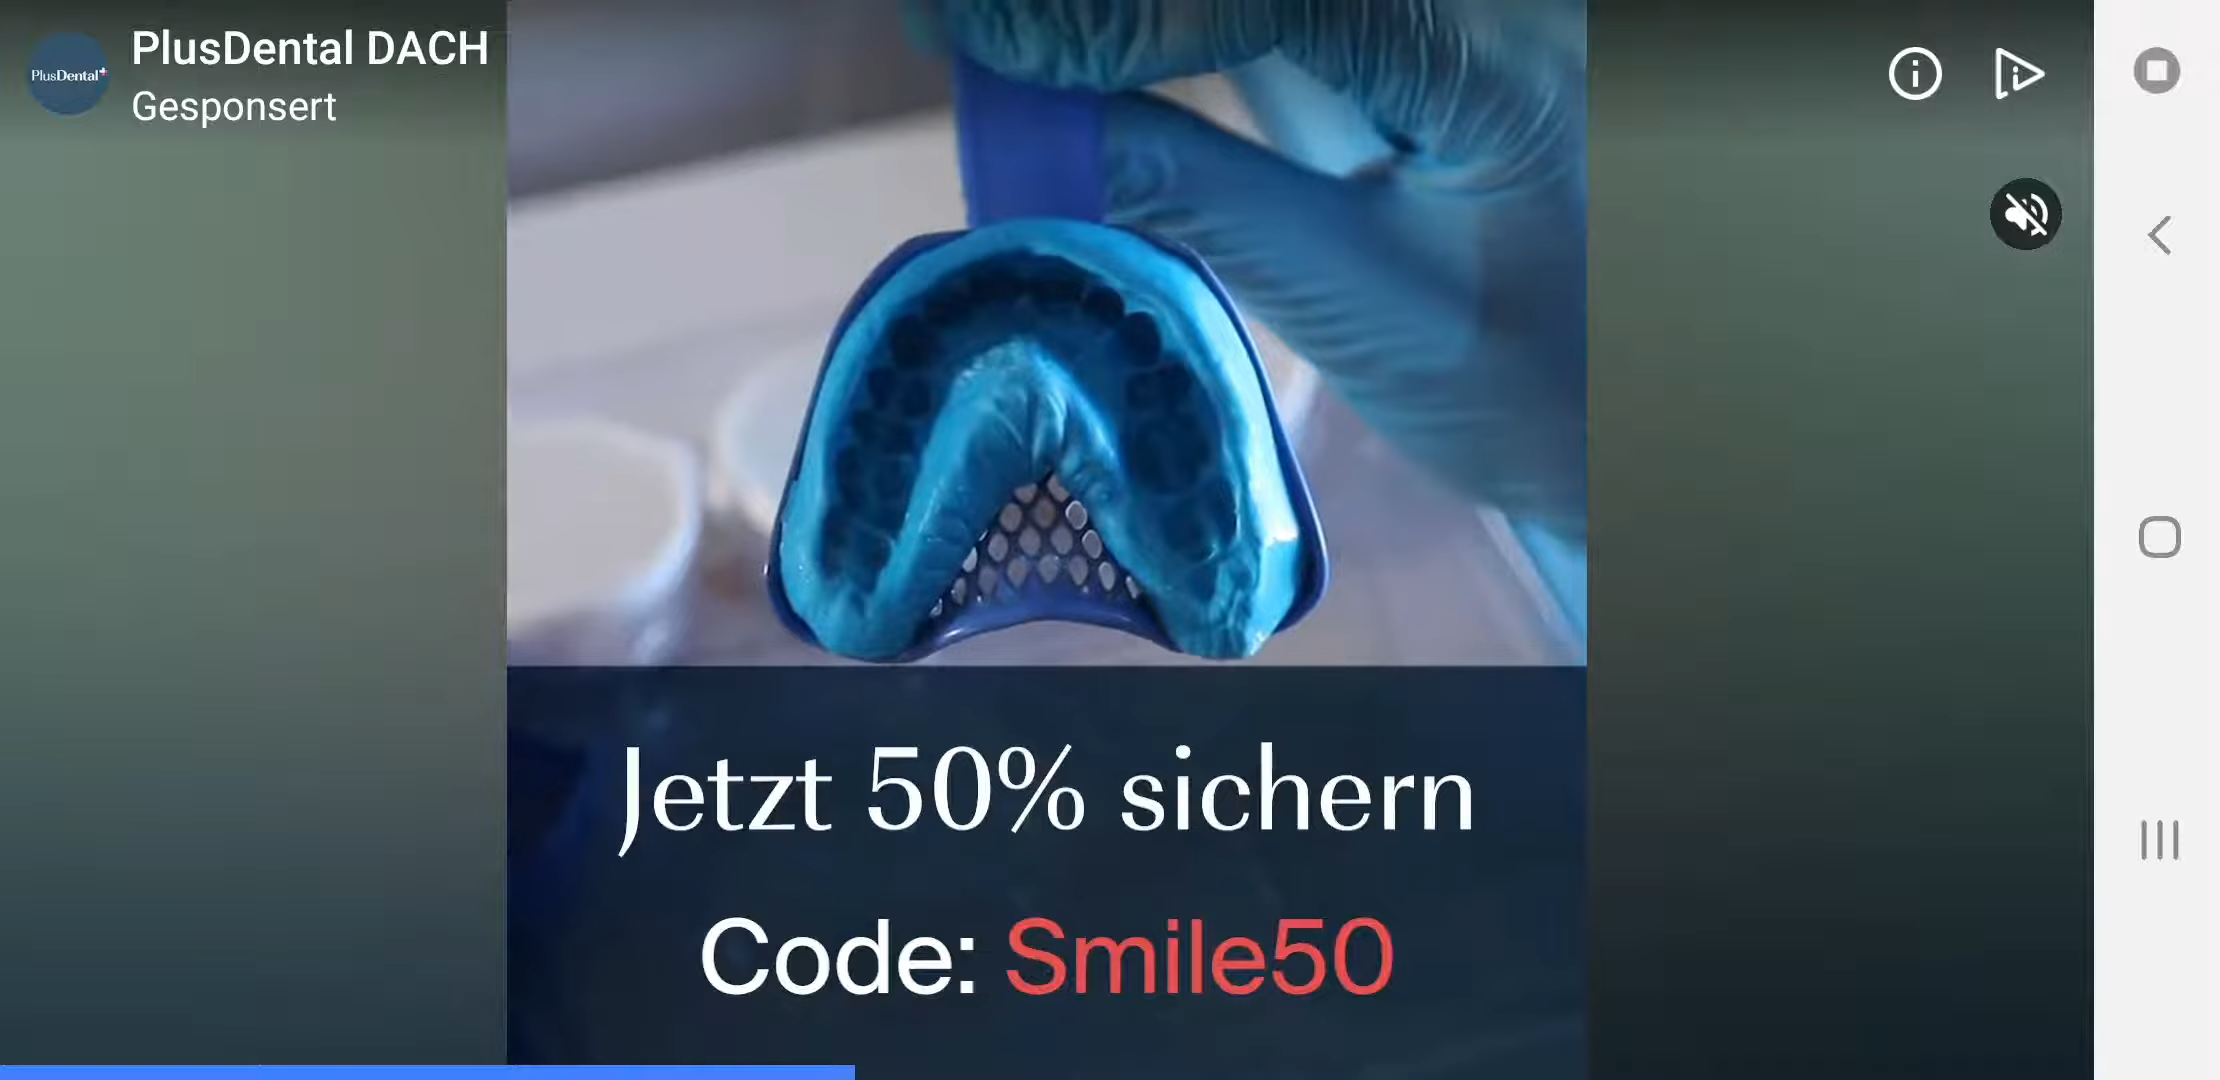 PlusDental+
PlusDental DACH
Gesponsert
Jetzt 50% sichern
Code: Smile50